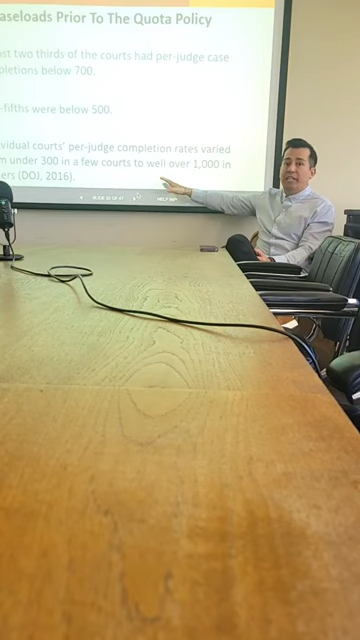 aseloads Prior To The Quota Policy
st two thirds of the courts had per-judge case
pletions below 700.
-fifths were below 500.
vidual courts' per-judge completion rates varied
m under 300 in a few courts to well over 1,000 in
ers (DOJ, 2016).